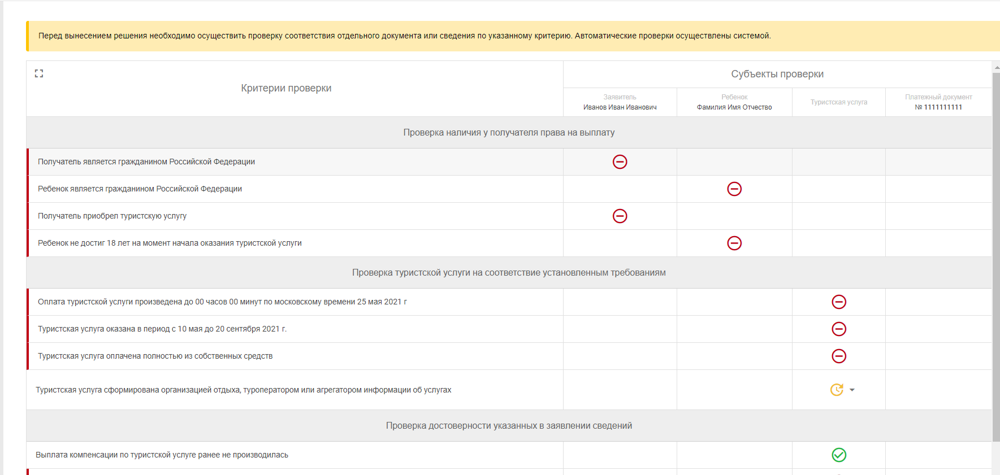 Перед вынесением решения необходимо осуществить проверку соответствия отдельного документа или сведения по указанному критерию. Автоматические проверки осуществлены системой.
Критерии проверки
Субъекты проверки
Заявитель
Иванов Иван Иванович
Ребенок
Фамилия Имя Отчество
Туристская услуга
Платежный документ
№ 1111111111
Проверка наличия у получателя права на выплату
Получатель является гражданином Российской Федерации
Ребенок является гражданином Российской Федерации
Получатель приобрел туристскую услугу
Ребенок не достиг 18 лет на момент начала оказания туристской услуги
Проверка туристской услуги на соответствие установленным требованиям
Оплата туристской услуги произведена до 00 часов 00 минут по московскому времени 25 мая 2021 г
Туристская услуга оказана в период с 10 мая до 20 сентября 2021 г.
Туристская услуга оплачена полностью из собственных средств
Туристская услуга сформирована организацией отдыха, туроператором или агрегатором информации об услугах
Проверка достоверности указанных в заявлении сведений
Выплата компенсации по туристской услуге ранее не производилась